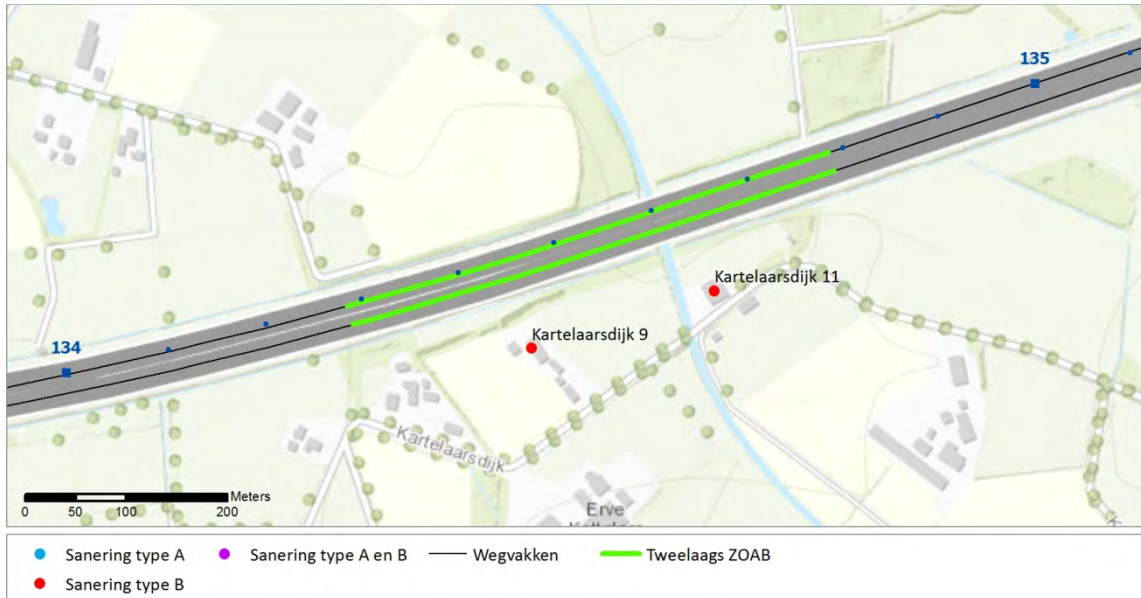 135
Kartelaarsdijk 11
Kartelaarsdijk 9
134
Kartelaarsdijk
Meters
0 50 100 200
Erve
Sanering type A
Sanering type A en B
Wegvakken
Tweelaags ZOAB
Sanering type B